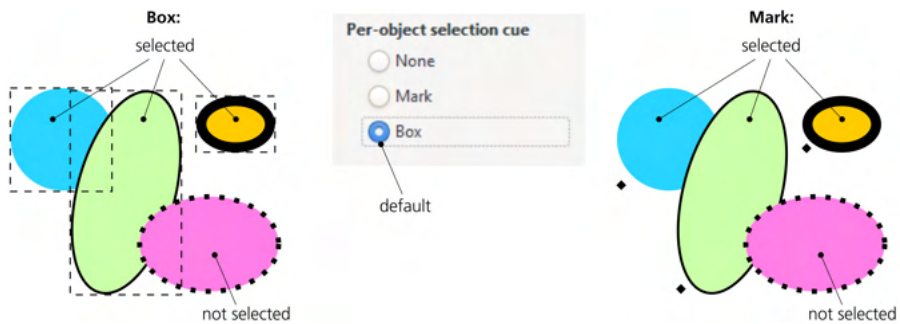 Box:
selected
not selected
Per-object selection cue
None
Mark
Box
default
Mark:
selected
not selected